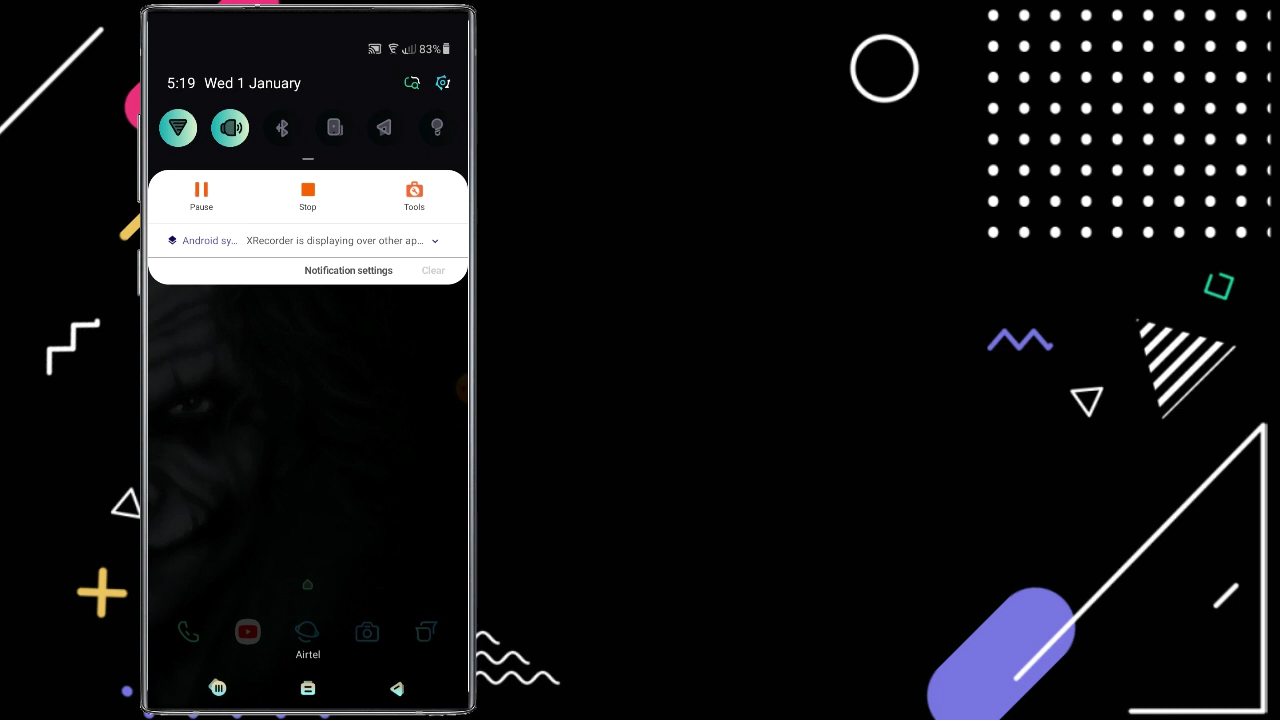 83%
5:19 Wed 1 January
Pause Stop Tools
Android sy... XRecorder is displaying over other ap...
Notification settings Clear
Airtel